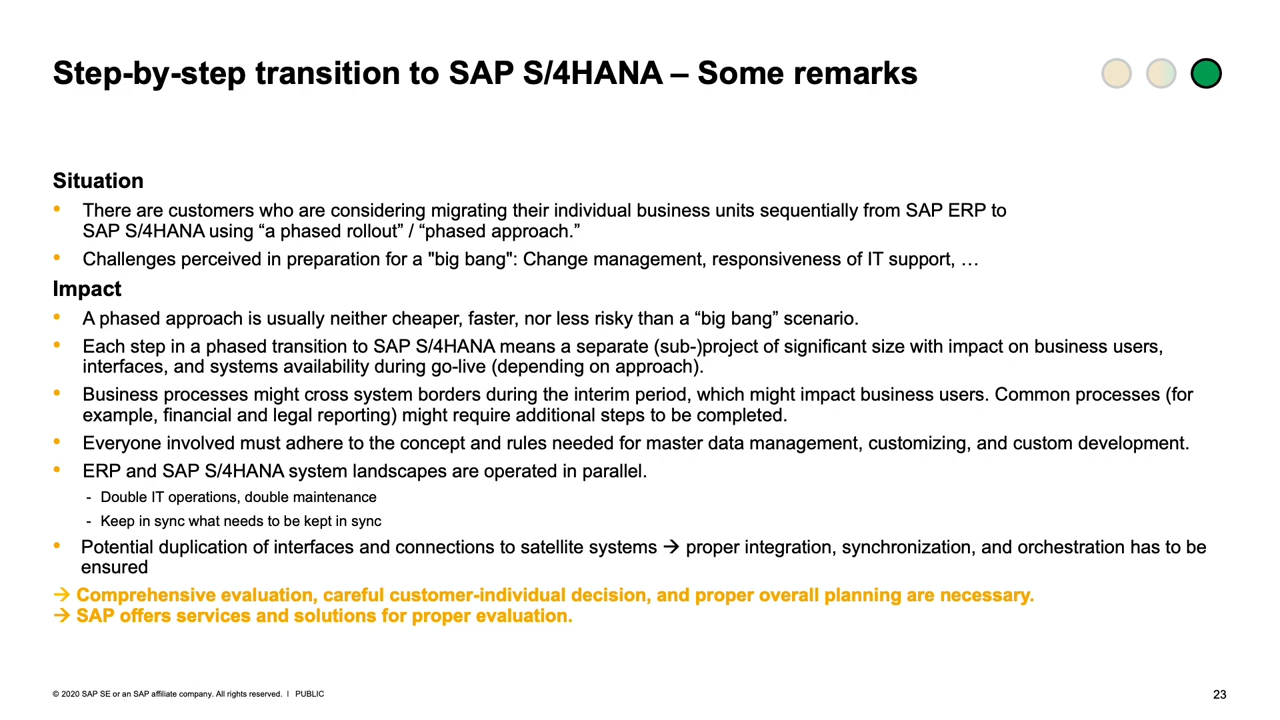 Step-by-step transition to SAP S/4HANA – Some remarks
Situation
• There are customers who are considering migrating their individual business units sequentially from SAP ERP to
SAP S/4HANA using “a phased rollout” / “phased approach.”
• Challenges perceived in preparation for a "big bang": Change management, responsiveness of IT support, …
Impact
• A phased approach is usually neither cheaper, faster, nor less risky than a “big bang” scenario.
• Each step in a phased transition to SAP S/4HANA means a separate (sub-)project of significant size with impact on business users,
interfaces, and systems availability during go-live (depending on approach).
• Business processes might cross system borders during the interim period, which might impact business users. Common processes (for
example, financial and legal reporting) might require additional steps to be completed.
• Everyone involved must adhere to the concept and rules needed for master data management, customizing, and custom development.
• ERP and SAP S/4HANA system landscapes are operated in parallel.
- Double IT operations, double maintenance
- Keep in sync what needs to be kept in sync
• Potential duplication of interfaces and connections to satellite systems → proper integration, synchronization, and orchestration has to be
ensured
→ Comprehensive evaluation, careful customer-individual decision, and proper overall planning are necessary.
→ SAP offers services and solutions for proper evaluation.
© 2020 SAP SE or an SAP affiliate company. All rights reserved. | PUBLIC
23